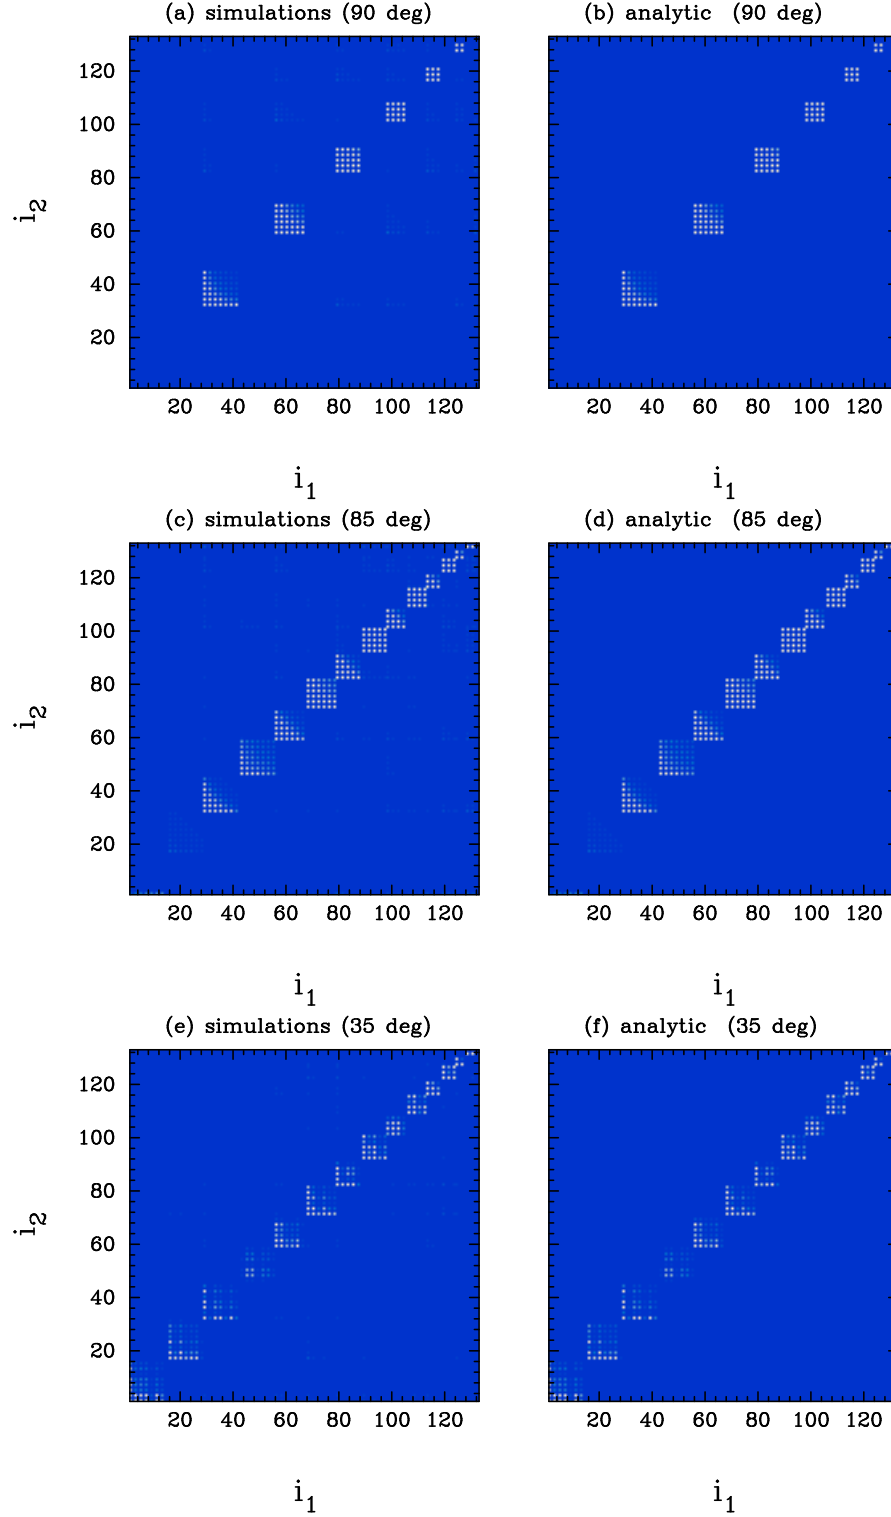 (a) simulations (90 deg)
(b) analytic (90 deg)
120
100
80
60
40
20
i2
20 40 60 80 100 120
20 40 60 80 100 120
i1
i1
(c) simulations (85 deg)
(d) analytic (85 deg)
120
100
80
60
40
20
i2
20 40 60 80 100 120
20 40 60 80 100 120
i1
i1
(e) simulations (35 deg)
(f) analytic (35 deg)
120
100
80
60
40
20
i2
20 40 60 80 100 120
20 40 60 80 100 120
i1
i1